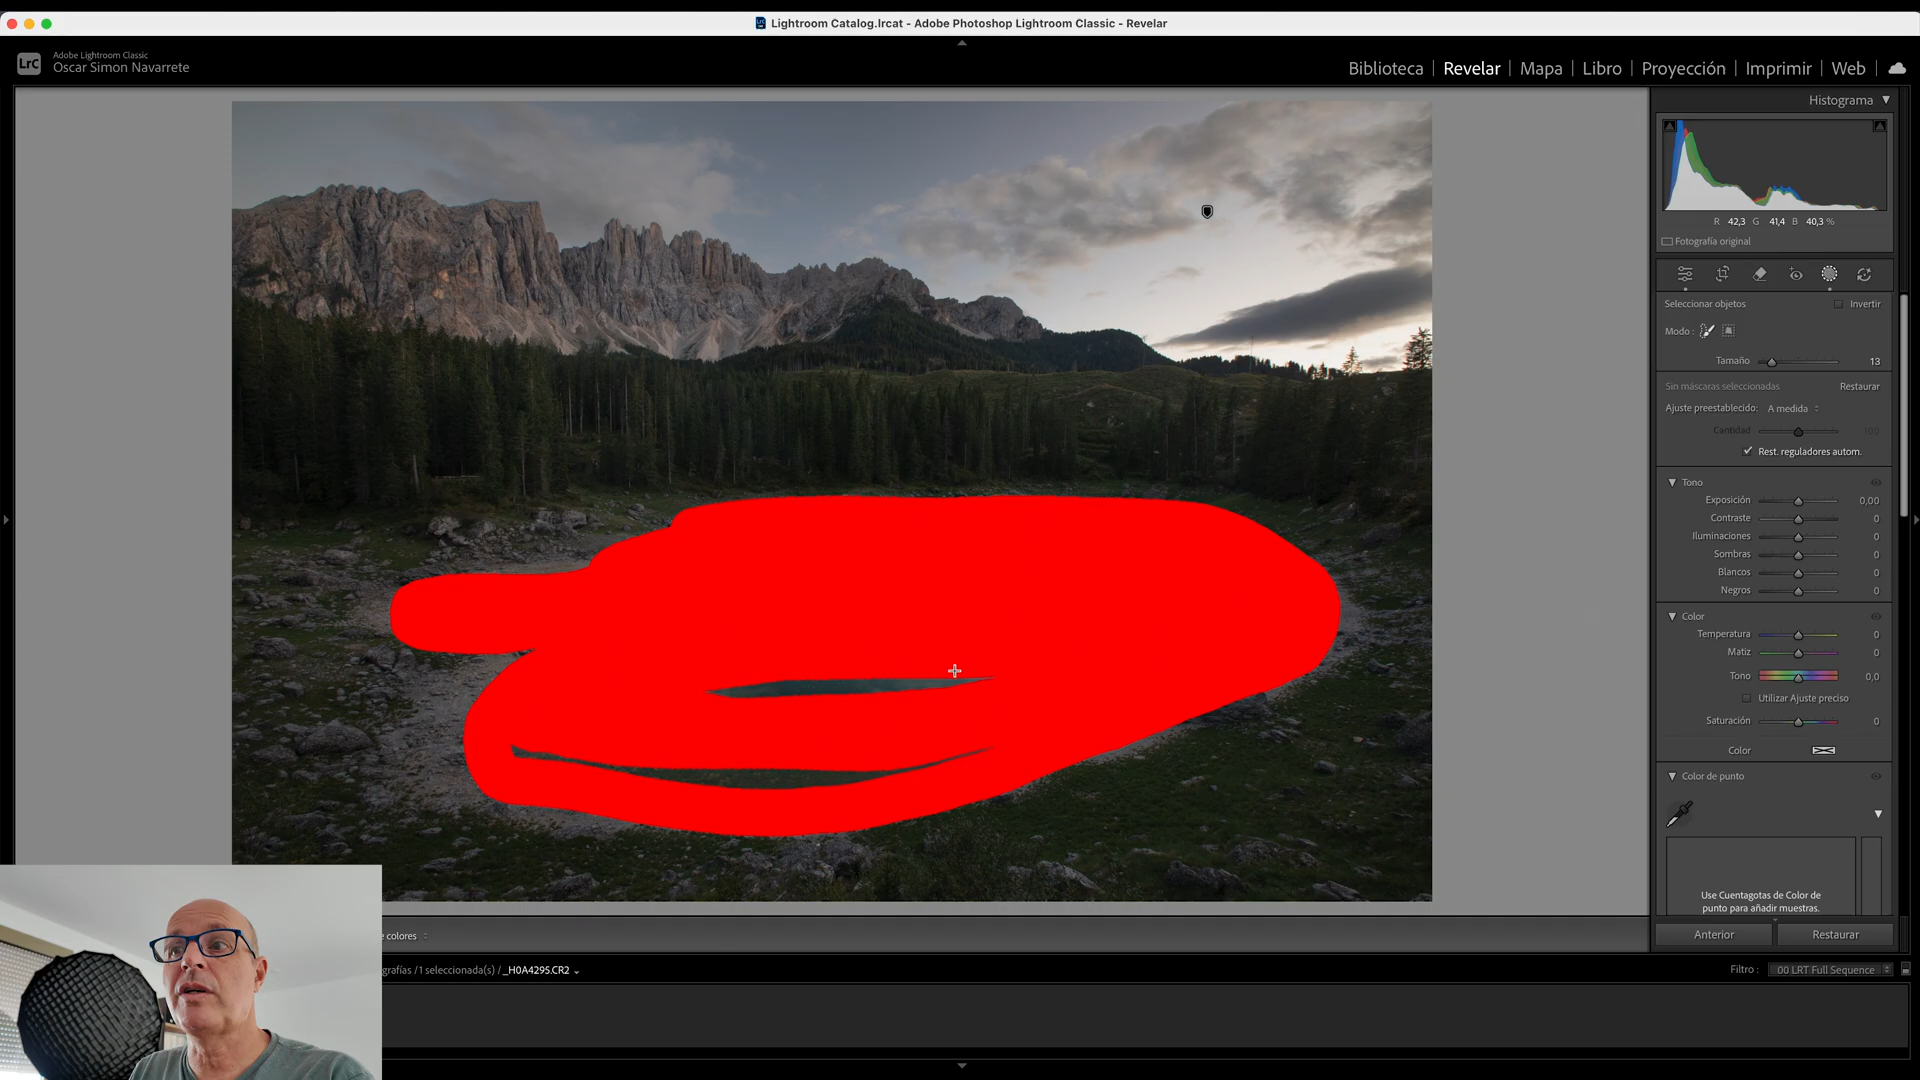 Lightroom Catalog.lrcat - Adobe Photoshop Lightroom Classic - Revelar
LrC
Adobe Lightroom Classic
Oscar Simon Navarrete
Biblioteca | Revelar | Mapa | Libro | Proyección | Imprimir | Web
Histograma
R 42,3 G 41,4 B 40,3 %
Fotografía original
Seleccionar objetos Invertir
Modo :
Tamaño 13
Sin máscaras seleccionadas Restaurar
Ajuste preestablecido: A medida
Cantidad 100
Rest. reguladores autom.
Tono
Exposición 0,00
Contraste 0
Iluminaciones 0
Sombras 0
Blancos 0
Negros 0
Color
Temperatura 0
Matiz 0
Tono 0,0
Utilizar Ajuste preciso
Saturación 0
Color
Color de punto
Use Cuentagotas de Color de
punto para añadir muestras.
Anterior Restaurar
e colores
grafías /1 seleccionada(s) /_H0A4295.CR2
Filtro : 00 LRT Full Sequence